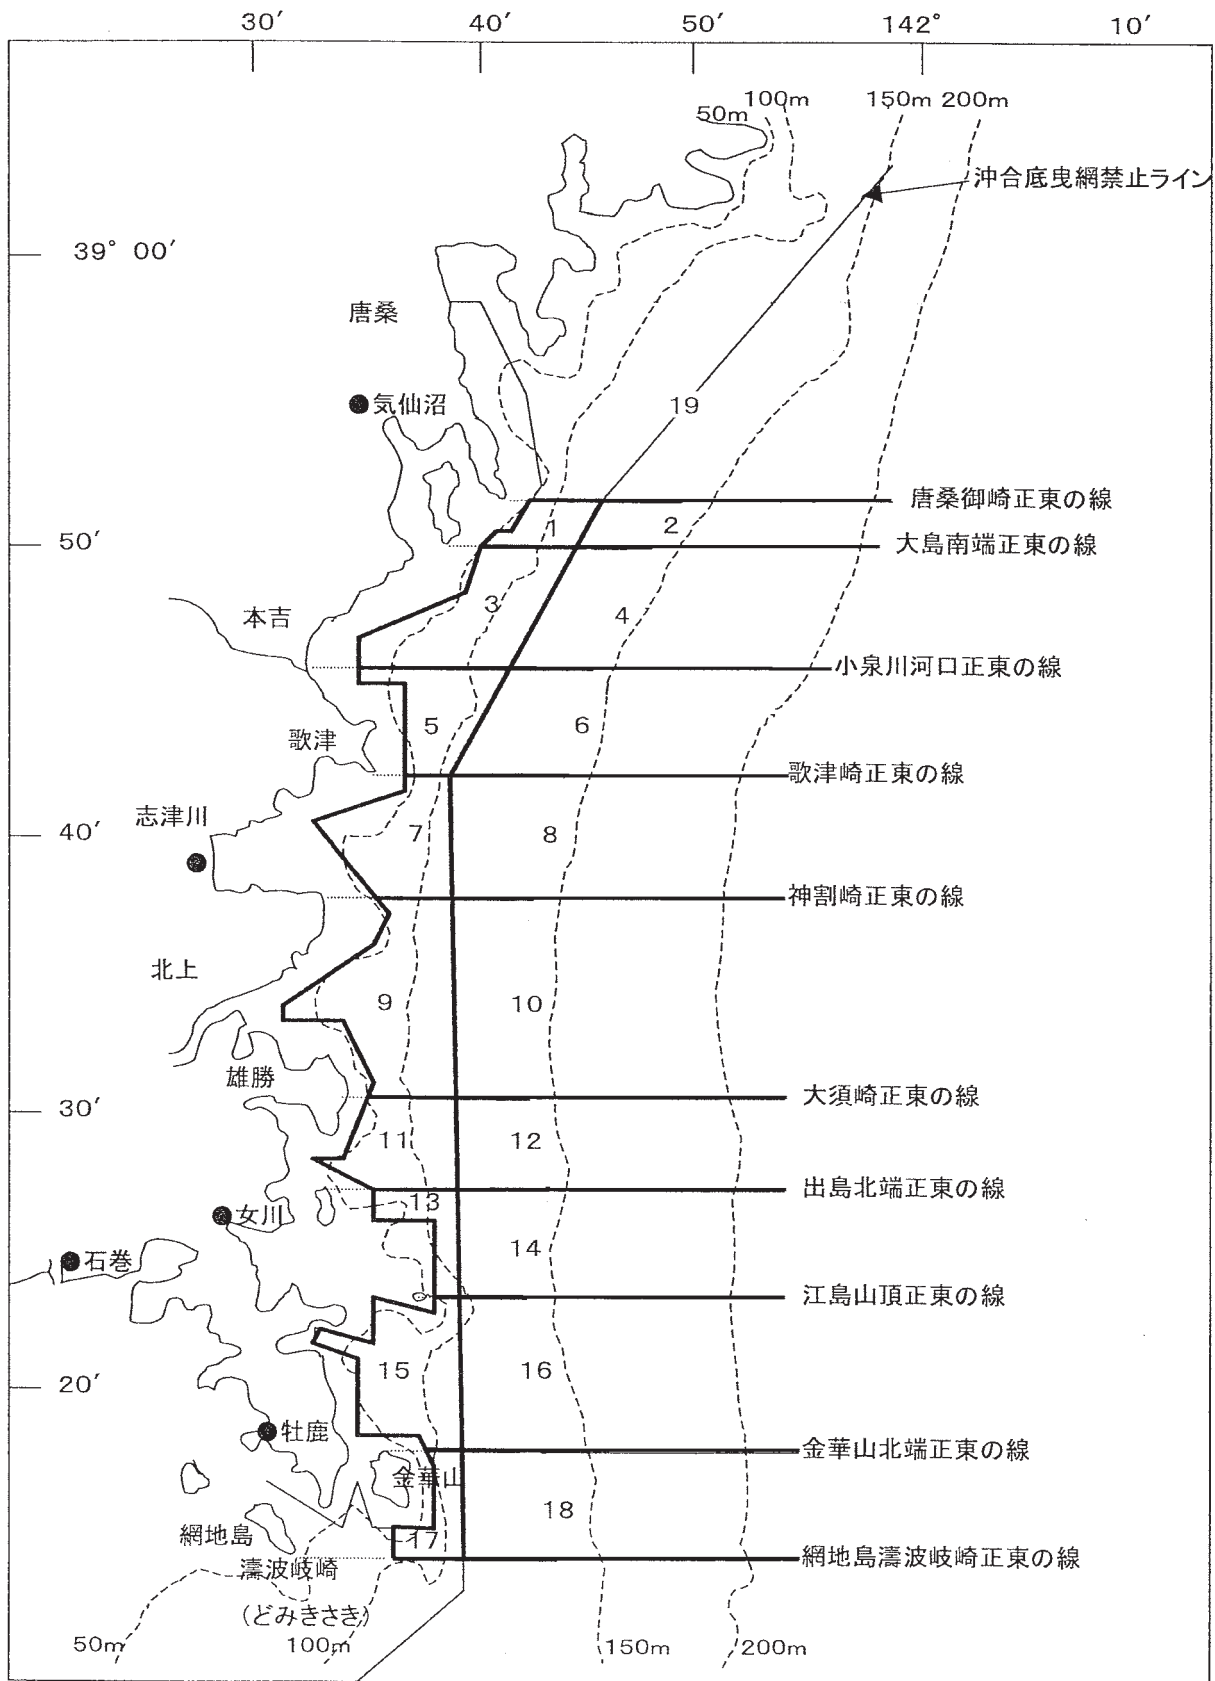 30′ 40′ 50′ 142° 10′
100m 150m 200m
50m
沖合底曳網禁止ライン
39° 00′
唐桑
気仙沼
19
唐桑御崎正東の線
1 2
50′
大島南端正東の線
本吉
3 4
小泉川河口正東の線
歌津
5 6
歌津崎正東の線
志津川
40′
7 8
神割崎正東の線
北上
9 10
雄勝
大須崎正東の線
30′
11 12
出島北端正東の線
女川
13
石巻
14
江島山頂正東の線
20′
15 16
牡鹿
金華山北端正東の線
金華山
18
網地島
17
濤波岐崎
網地島濤波岐崎正東の線
(どみきさき)
50m 100m 150m 200m